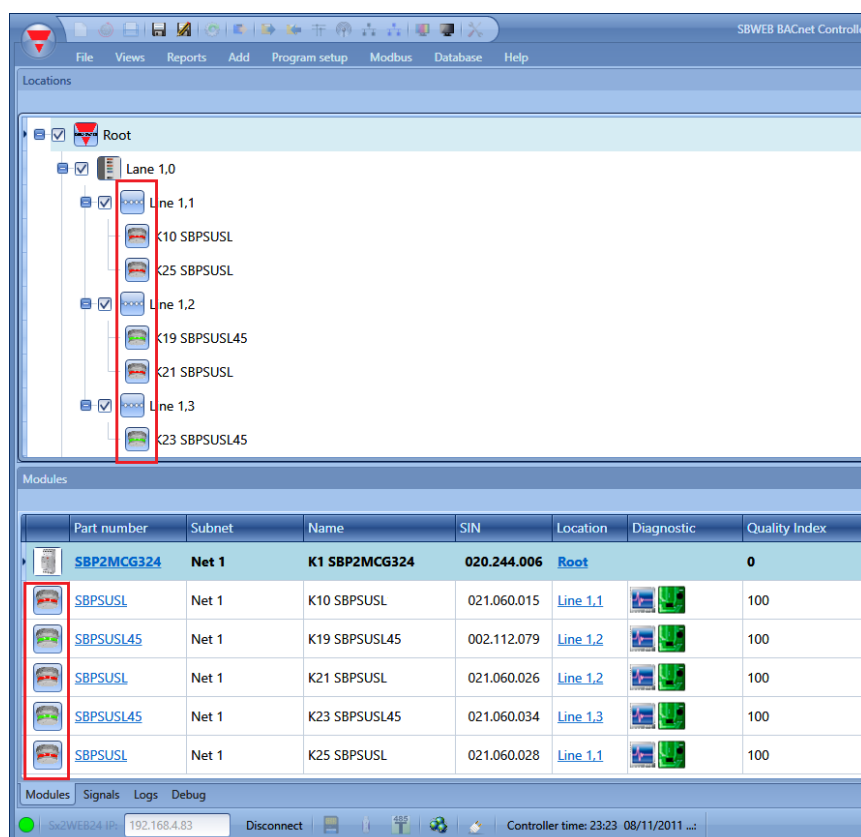 SBWEB BACnet Controlle
File Views Reports Add Program setup Modbus Database Help
Locations
Root
Lane 1,0
Line 1,1
K10 SBPSUSL
K25 SBPSUSL
Line 1,2
K19 SBPSUSL45
K21 SBPSUSL
Line 1,3
K23 SBPSUSL45
Modules
Part number Subnet Name SIN Location Diagnostic Quality Index
SBP2MCG324 Net 1 K1 SBP2MCG324 020.244.006 Root 0
SBPSUSL Net 1 K10 SBPSUSL 021.060.015 Line 1,1 100
SBPSUSL45 Net 1 K19 SBPSUSL45 002.112.079 Line 1,2 100
SBPSUSL Net 1 K21 SBPSUSL 021.060.026 Line 1,2 100
SBPSUSL45 Net 1 K23 SBPSUSL45 021.060.034 Line 1,3 100
SBPSUSL Net 1 K25 SBPSUSL 021.060.028 Line 1,1 100
Modules Signals Logs Debug
Sx2WEB24 IP: 192.168.4.83 Disconnect 485 Controller time: 23:23 08/11/2011 ...: